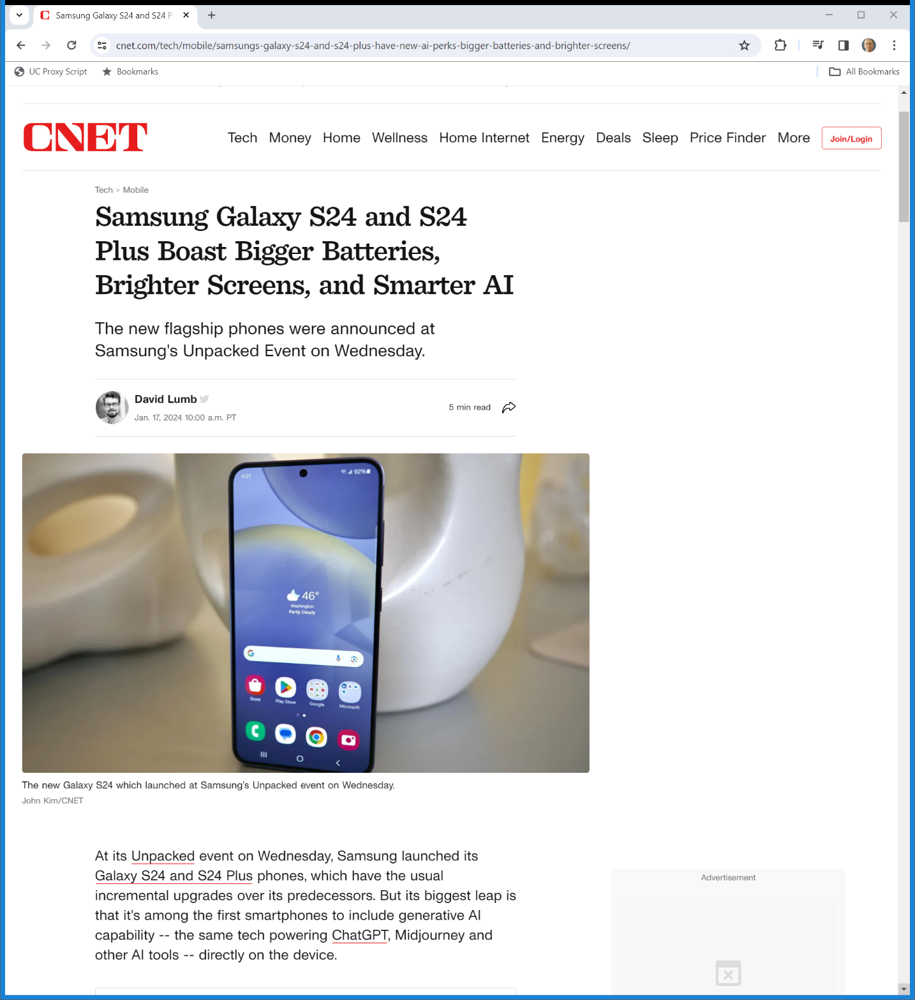 Samsung Galaxy S24 and S24 P
cnet.com/tech/mobile/samsungs-galaxy-s24-and-s24-plus-have-new-ai-perks-bigger-batteries-and-brighter-screens/
UC Proxy Script Bookmarks All Bookmarks
CNET Tech Money Home Wellness Home Internet Energy Deals Sleep Price Finder More Join/Login
Tech > Mobile
Samsung Galaxy S24 and S24
Plus Boast Bigger Batteries,
Brighter Screens, and Smarter AI
The new flagship phones were announced at
Samsung's Unpacked Event on Wednesday.
David Lumb
5 min read
Jan. 17, 2024 10:00 a.m. PT
4:21 92%
46°
Washington
Partly Cloudy
Store Play Store Google Microsoft
The new Galaxy S24 which launched at Samsung's Unpacked event on Wednesday.
John Kim/CNET
At its Unpacked event on Wednesday, Samsung launched its
Galaxy S24 and S24 Plus phones, which have the usual
incremental upgrades over its predecessors. But its biggest leap is
that it's among the first smartphones to include generative AI
capability -- the same tech powering ChatGPT, Midjourney and
other AI tools -- directly on the device.
Advertisement